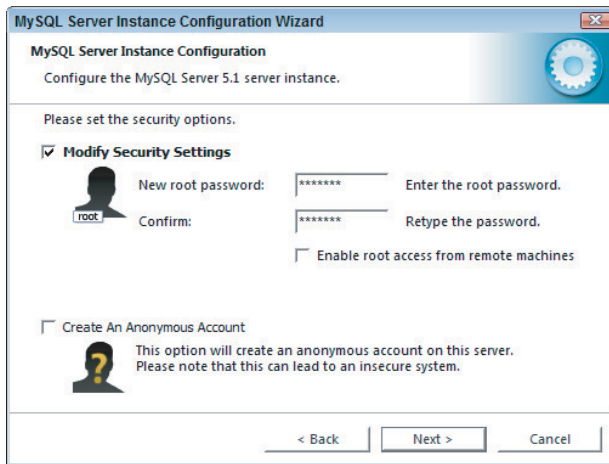 MySQL Server Instance Configuration Wizard
MySQL Server Instance Configuration
Configure the MySQL Server 5.1 server instance.
Please set the security options.
Modify Security Settings
root
New root password: ******* Enter the root password.
Confirm: ******* Retype the password.
Enable root access from remote machines
Create An Anonymous Account
?
This option will create an anonymous account on this server.
Please note that this can lead to an insecure system.
< Back Next > Cancel